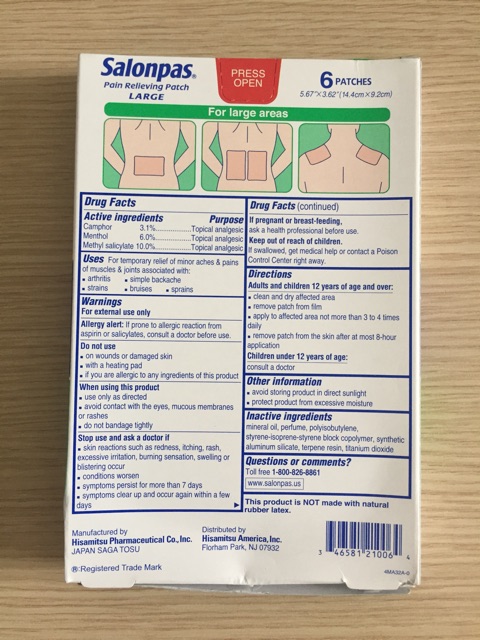 Salonpas®
Pain Relieving Patch
LARGE
PRESS
OPEN
6 PATCHES
5.67"×3.62"(14.4cm×9.2cm)
For large areas
Drug Facts
Active ingredients Purpose
Camphor 3.1%..............Topical analgesic
Menthol 6.0%..............Topical analgesic
Methyl salicylate 10.0%..............Topical analgesic
Uses For temporary relief of minor aches & pains
of muscles & joints associated with:
▪ arthritis ▪ simple backache
▪ strains ▪ bruises ▪ sprains
Warnings
For external use only
Allergy alert: If prone to allergic reaction from
aspirin or salicylates, consult a doctor before use.
Do not use
▪ on wounds or damaged skin
▪ with a heating pad
▪ if you are allergic to any ingredients of this product
When using this product
▪ use only as directed
▪ avoid contact with the eyes, mucous membranes
or rashes
▪ do not bandage tightly
Stop use and ask a doctor if
▪ skin reactions such as redness, itching, rash,
excessive irritation, burning sensation, swelling or
blistering occur
▪ conditions worsen
▪ symptoms persist for more than 7 days
▪ symptoms clear up and occur again within a few
days
Drug Facts (continued)
If pregnant or breast-feeding,
ask a health professional before use.
Keep out of reach of children.
If swallowed, get medical help or contact a Poison
Control Center right away.
Directions
Adults and children 12 years of age and over:
▪ clean and dry affected area
▪ remove patch from film
▪ apply to affected area not more than 3 to 4 times
daily
▪ remove patch from the skin after at most 8-hour
application
Children under 12 years of age:
consult a doctor
Other information
▪ avoid storing product in direct sunlight
▪ protect product from excessive moisture
Inactive ingredients
mineral oil, perfume, polyisobutylene,
styrene-isoprene-styrene block copolymer, synthetic
aluminum silicate, terpene resin, titanium dioxide
Questions or comments?
Toll free 1-800-826-8861
www.salonpas.us
This product is NOT made with natural
rubber latex.
Manufactured by
Hisamitsu Pharmaceutical Co., Inc.
JAPAN SAGA TOSU
Distributed by
Hisamitsu America, Inc.
Florham Park, NJ 07932
®:Registered Trade Mark
3 46581 21006 4
4MA32A-0